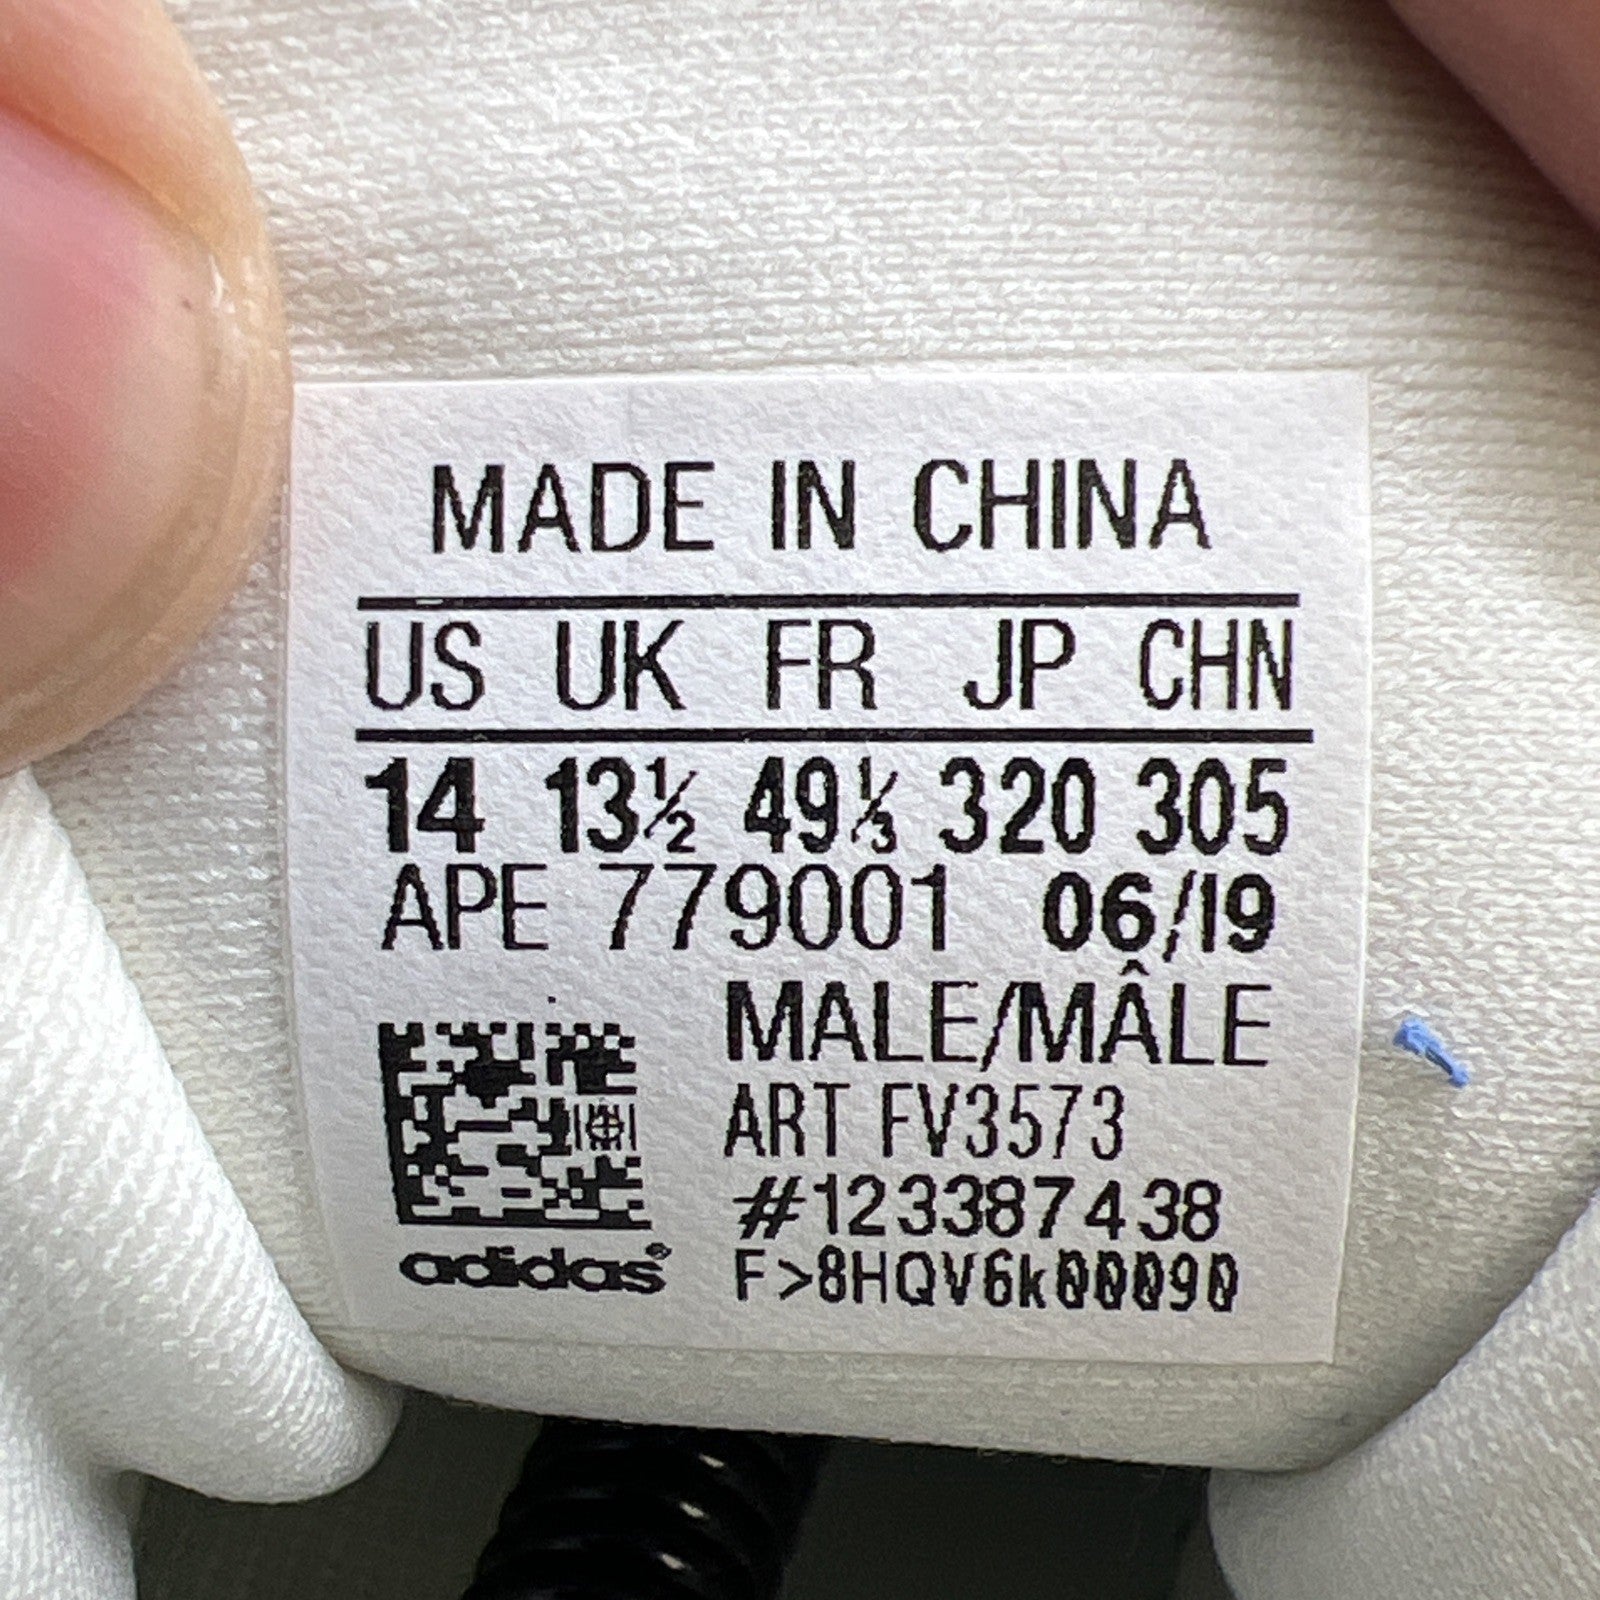 MADE IN CHINA
US UK FR JP CHN
14 13½ 49⅓ 320 305
APE 779001 06/19
MALE/MÂLE
ART FV3573
#123387438
F>8HQV6k00090
adidas®